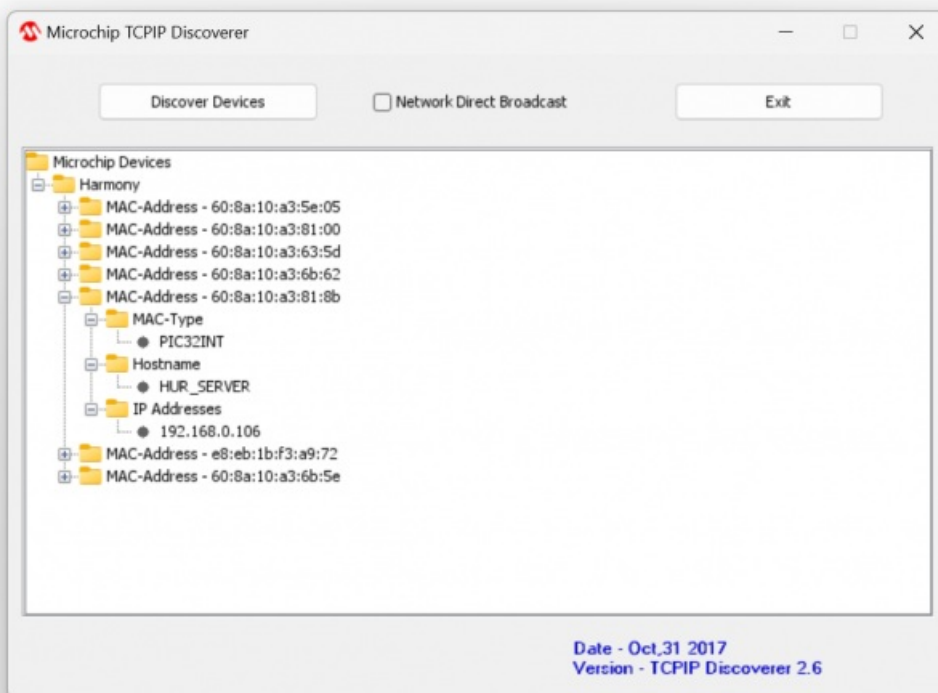 Microchip TCPIP Discoverer
Discover Devices Network Direct Broadcast Exit
Microchip Devices
Harmony
MAC-Address - 60:8a:10:a3:5e:05
MAC-Address - 60:8a:10:a3:81:00
MAC-Address - 60:8a:10:a3:63:5d
MAC-Address - 60:8a:10:a3:6b:62
MAC-Address - 60:8a:10:a3:81:8b
MAC-Type
PIC32INT
Hostname
HUR_SERVER
IP Addresses
192.168.0.106
MAC-Address - e8:eb:1b:f3:a9:72
MAC-Address - 60:8a:10:a3:6b:5e
Date - Oct,31 2017
Version - TCPIP Discoverer 2.6